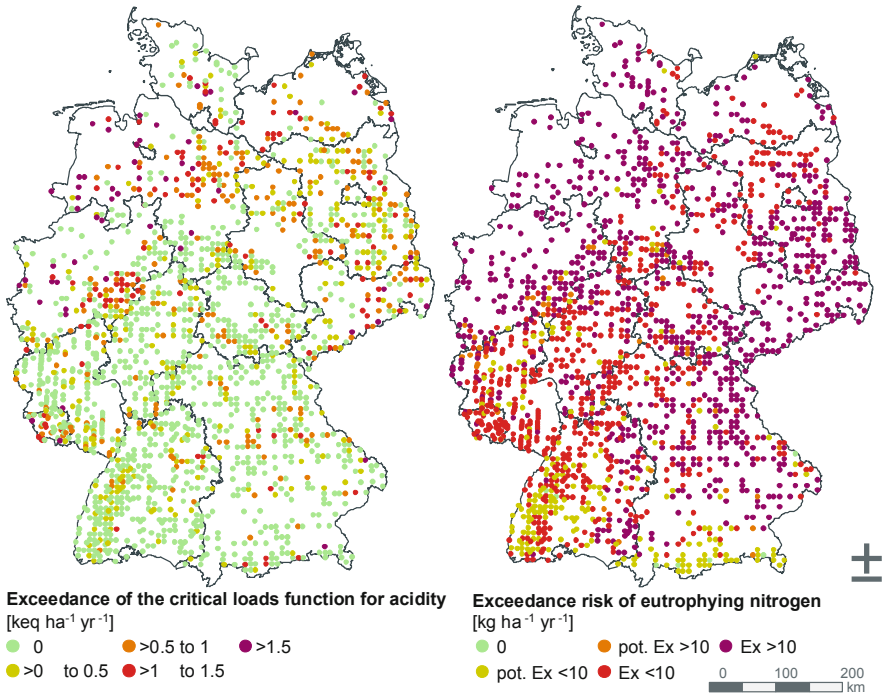 Exceedance of the critical loads function for acidity
[keq ha⁻¹ yr⁻¹]
0 >0.5 to 1 >1.5
>0 to 0.5 >1 to 1.5
Exceedance risk of eutrophying nitrogen
[kg ha⁻¹ yr⁻¹]
0 pot. Ex >10 Ex >10
pot. Ex <10 Ex <10
0 100 200
km